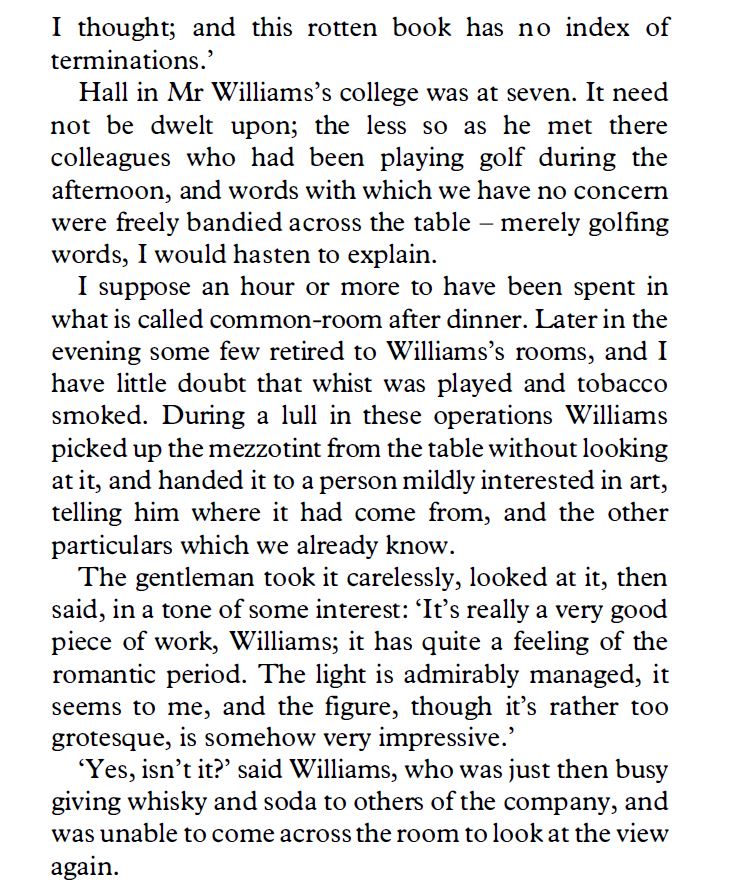 I thought; and this rotten book has no index of
terminations.’
Hall in Mr Williams’s college was at seven. It need
not be dwelt upon; the less so as he met there
colleagues who had been playing golf during the
afternoon, and words with which we have no concern
were freely bandied across the table – merely golfing
words, I would hasten to explain.
I suppose an hour or more to have been spent in
what is called common-room after dinner. Later in the
evening some few retired to Williams’s rooms, and I
have little doubt that whist was played and tobacco
smoked. During a lull in these operations Williams
picked up the mezzotint from the table without looking
at it, and handed it to a person mildly interested in art,
telling him where it had come from, and the other
particulars which we already know.
The gentleman took it carelessly, looked at it, then
said, in a tone of some interest: ‘It’s really a very good
piece of work, Williams; it has quite a feeling of the
romantic period. The light is admirably managed, it
seems to me, and the figure, though it’s rather too
grotesque, is somehow very impressive.’
‘Yes, isn’t it?’ said Williams, who was just then busy
giving whisky and soda to others of the company, and
was unable to come across the room to look at the view
again.